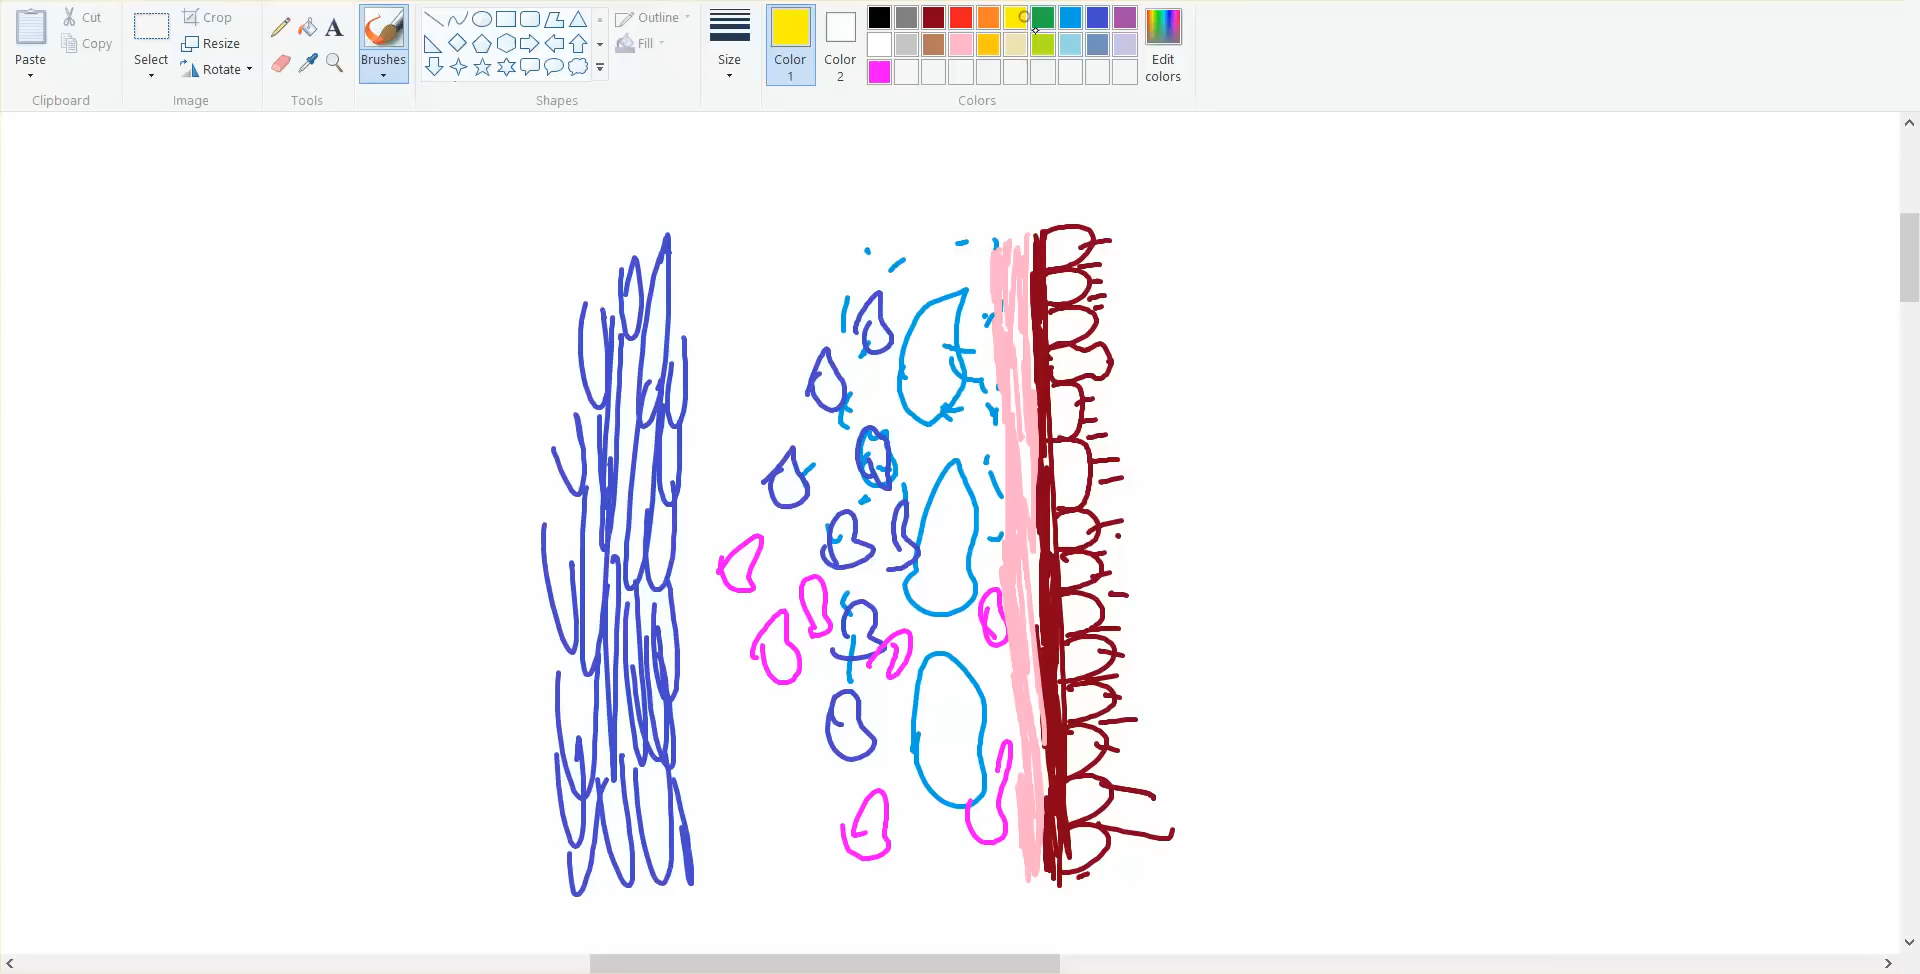 Paste
Cut
Copy
Clipboard
Select
Crop
Resize
Rotate
Image
A
Tools
Brushes
Outline
Fill
Shapes
Size
Color
1
Color
2
Edit
colors
Colors